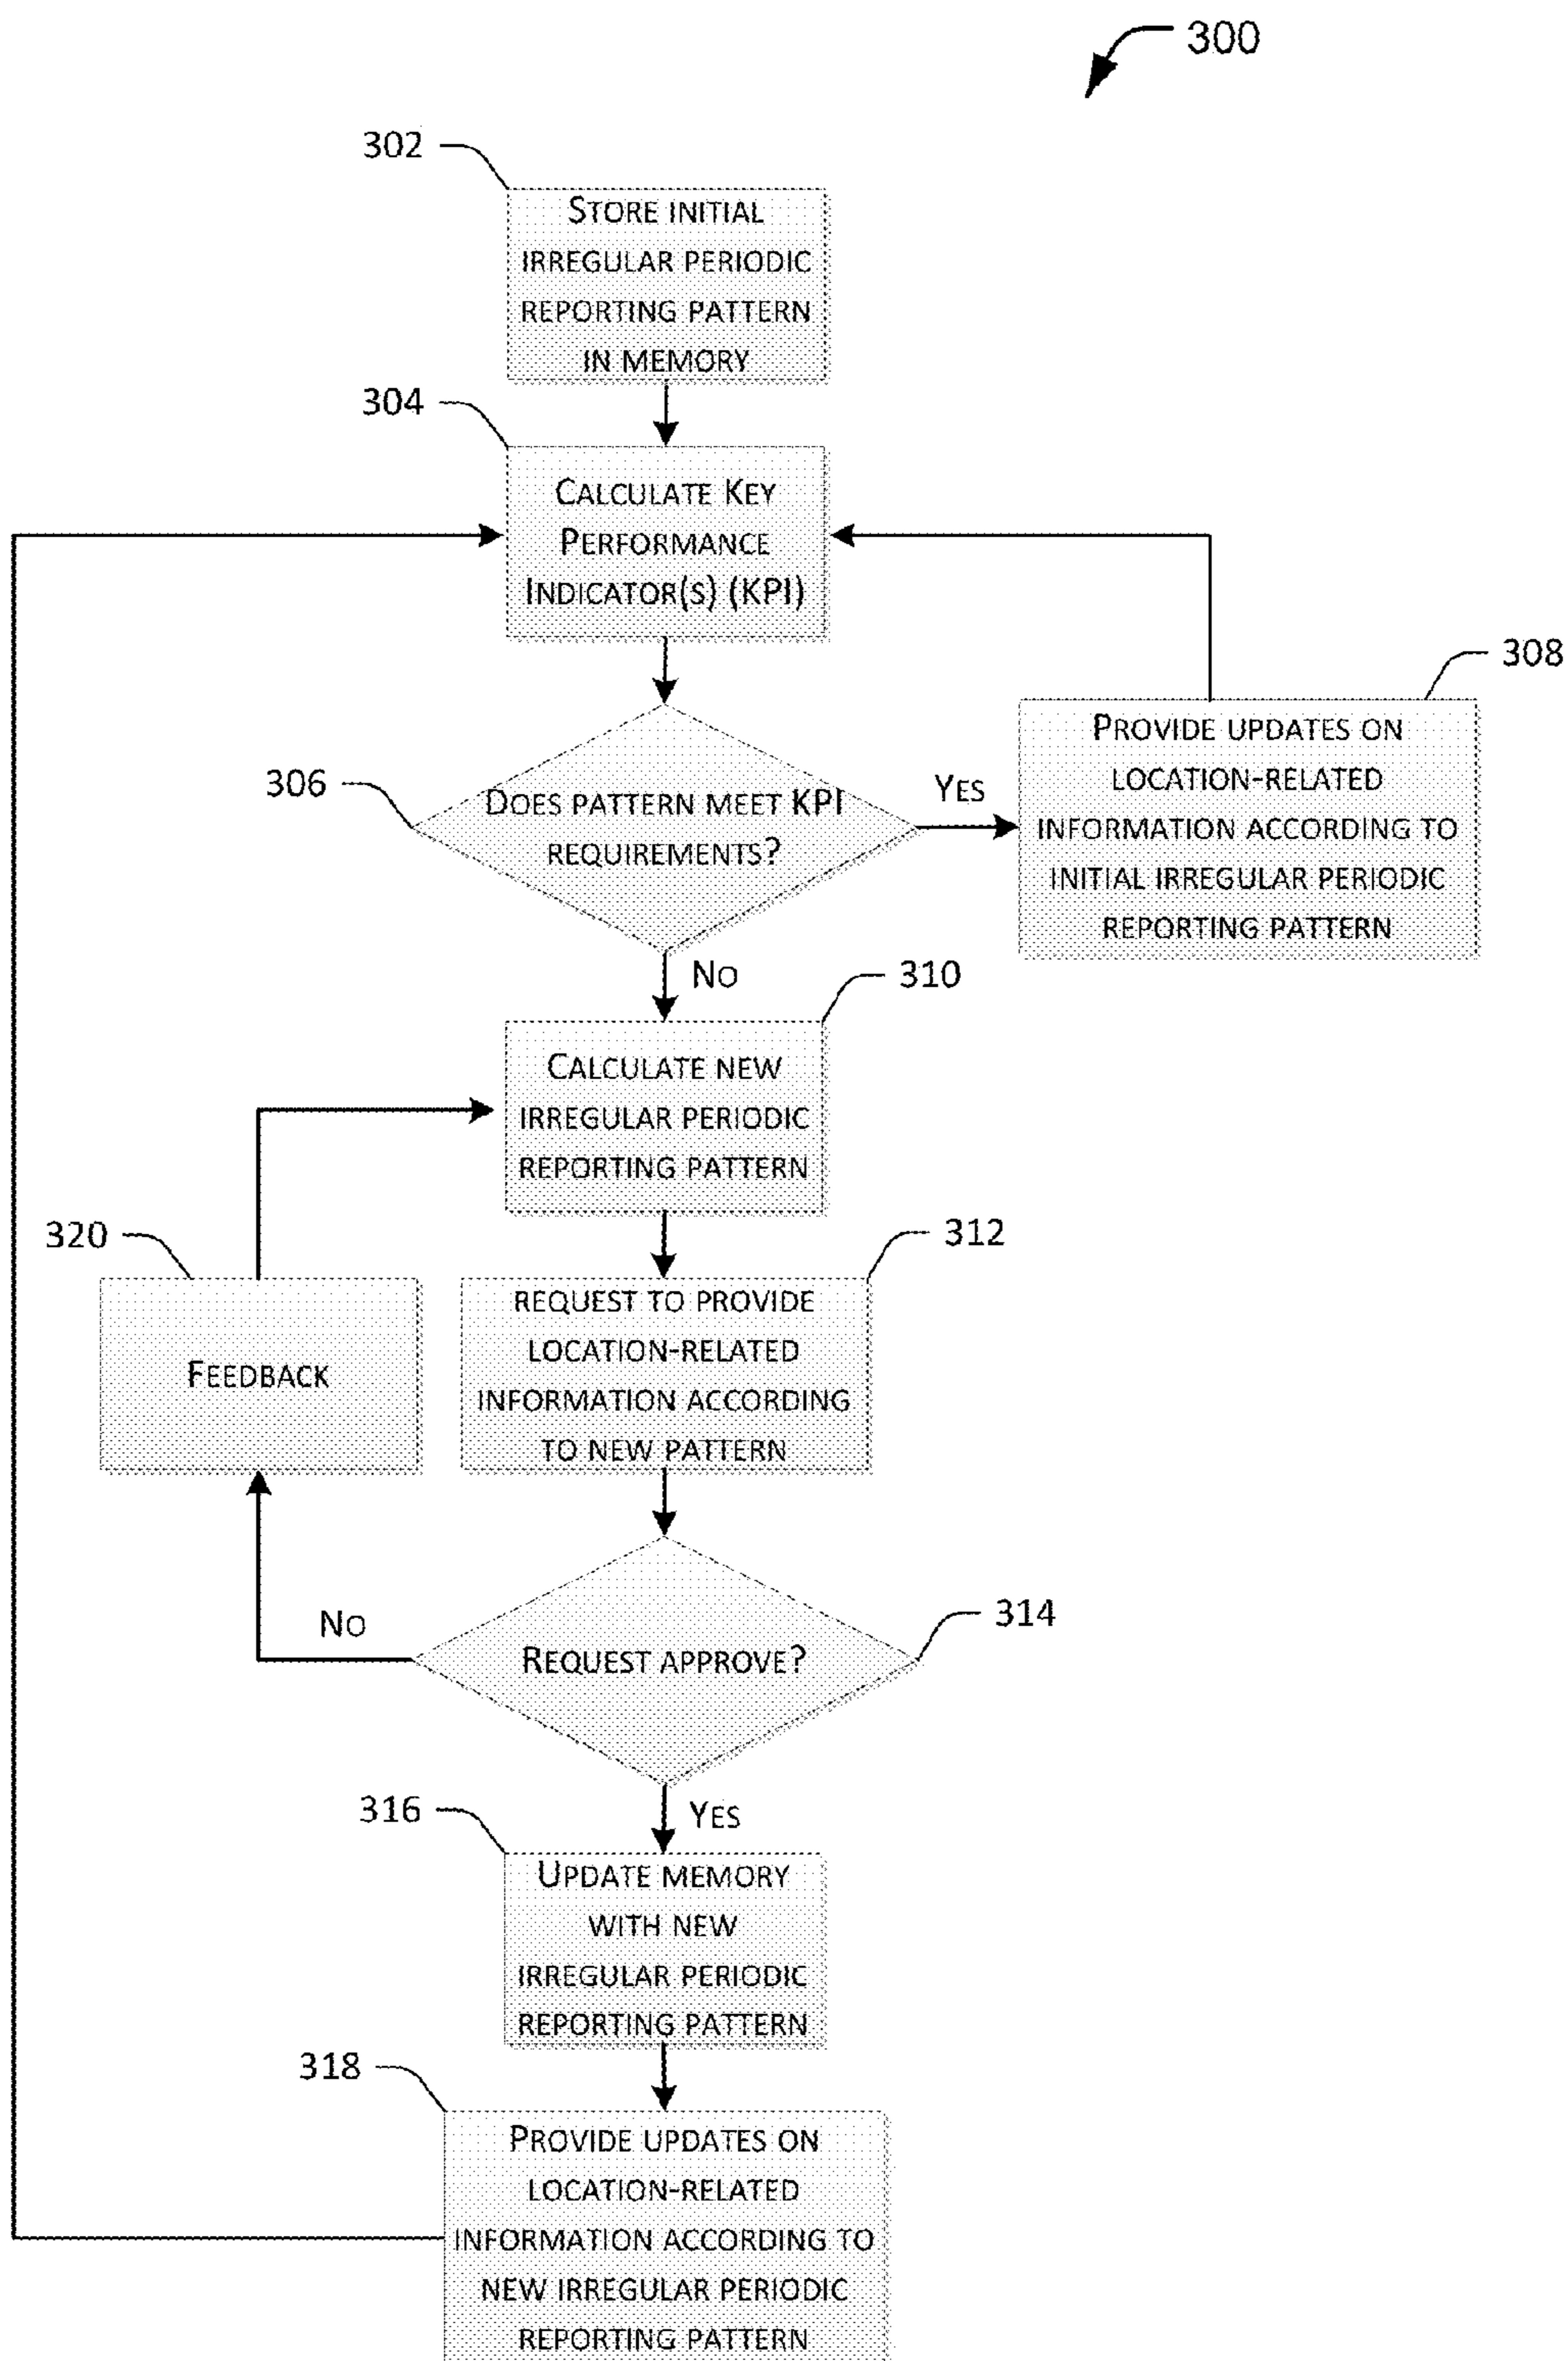 300
302
STORE INITIAL
IRREGULAR PERIODIC
REPORTING PATTERN
IN MEMORY
304
CALCULATE KEY
PERFORMANCE
INDICATOR(S) (KPI)
306
DOES PATTERN MEET KPI
REQUIREMENTS?
YES
308
PROVIDE UPDATES ON
LOCATION-RELATED
INFORMATION ACCORDING TO
INITIAL IRREGULAR PERIODIC
REPORTING PATTERN
NO
310
CALCULATE NEW
IRREGULAR PERIODIC
REPORTING PATTERN
320
FEEDBACK
312
REQUEST TO PROVIDE
LOCATION-RELATED
INFORMATION ACCORDING
TO NEW PATTERN
NO
314
REQUEST APPROVE?
316
YES
UPDATE MEMORY
WITH NEW
IRREGULAR PERIODIC
REPORTING PATTERN
318
PROVIDE UPDATES ON
LOCATION-RELATED
INFORMATION ACCORDING TO
NEW IRREGULAR PERIODIC
REPORTING PATTERN